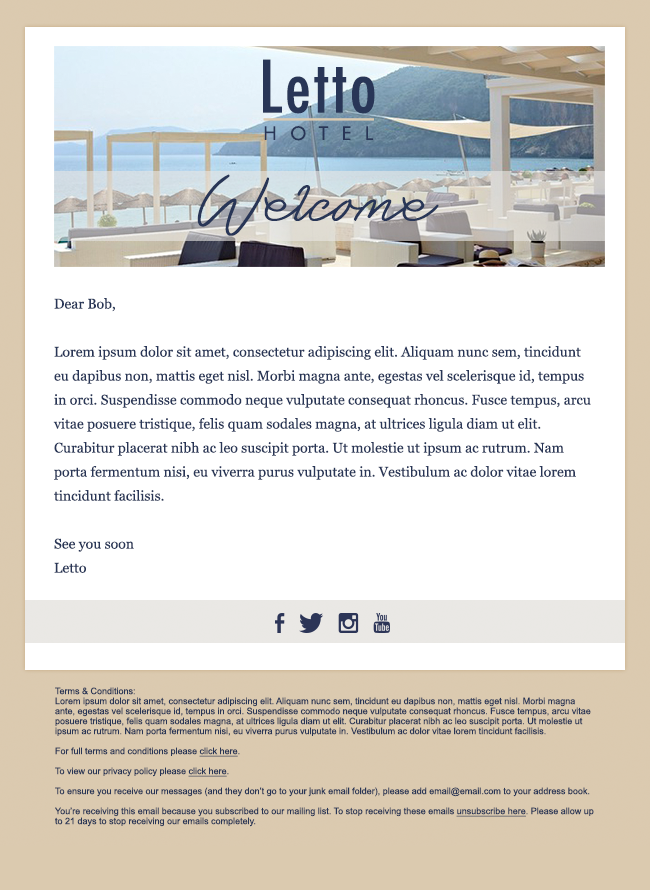 Letto
HOTEL
Welcome
Dear Bob,
Lorem ipsum dolor sit amet, consectetur adipiscing elit. Aliquam nunc sem, tincidunt
eu dapibus non, mattis eget nisl. Morbi magna ante, egestas vel scelerisque id, tempus
in orci. Suspendisse commodo neque vulputate consequat rhoncus. Fusce tempus, arcu
vitae posuere tristique, felis quam sodales magna, at ultrices ligula diam ut elit.
Curabitur placerat nibh ac leo suscipit porta. Ut molestie ut ipsum ac rutrum. Nam
porta fermentum nisi, eu viverra purus vulputate in. Vestibulum ac dolor vitae lorem
tincidunt facilisis.
See you soon
Letto
You
Tube
Terms & Conditions:
Lorem ipsum dolor sit amet, consectetur adipiscing elit. Aliquam nunc sem, tincidunt eu dapibus non, mattis eget nisl. Morbi magna
ante, egestas vel scelerisque id, tempus in orci. Suspendisse commodo neque vulputate consequat rhoncus. Fusce tempus, arcu vitae
posuere tristique, felis quam sodales magna, at ultrices ligula diam ut elit. Curabitur placerat nibh ac leo suscipit porta. Ut molestie ut
ipsum ac rutrum. Nam porta fermentum nisi, eu viverra purus vulputate in. Vestibulum ac dolor vitae lorem tincidunt facilisis.
For full terms and conditions please click here.
To view our privacy policy please click here.
To ensure you receive our messages (and they don't go to your junk email folder), please add email@email.com to your address book.
You're receiving this email because you subscribed to our mailing list. To stop receiving these emails unsubscribe here. Please allow up
to 21 days to stop receiving our emails completely.